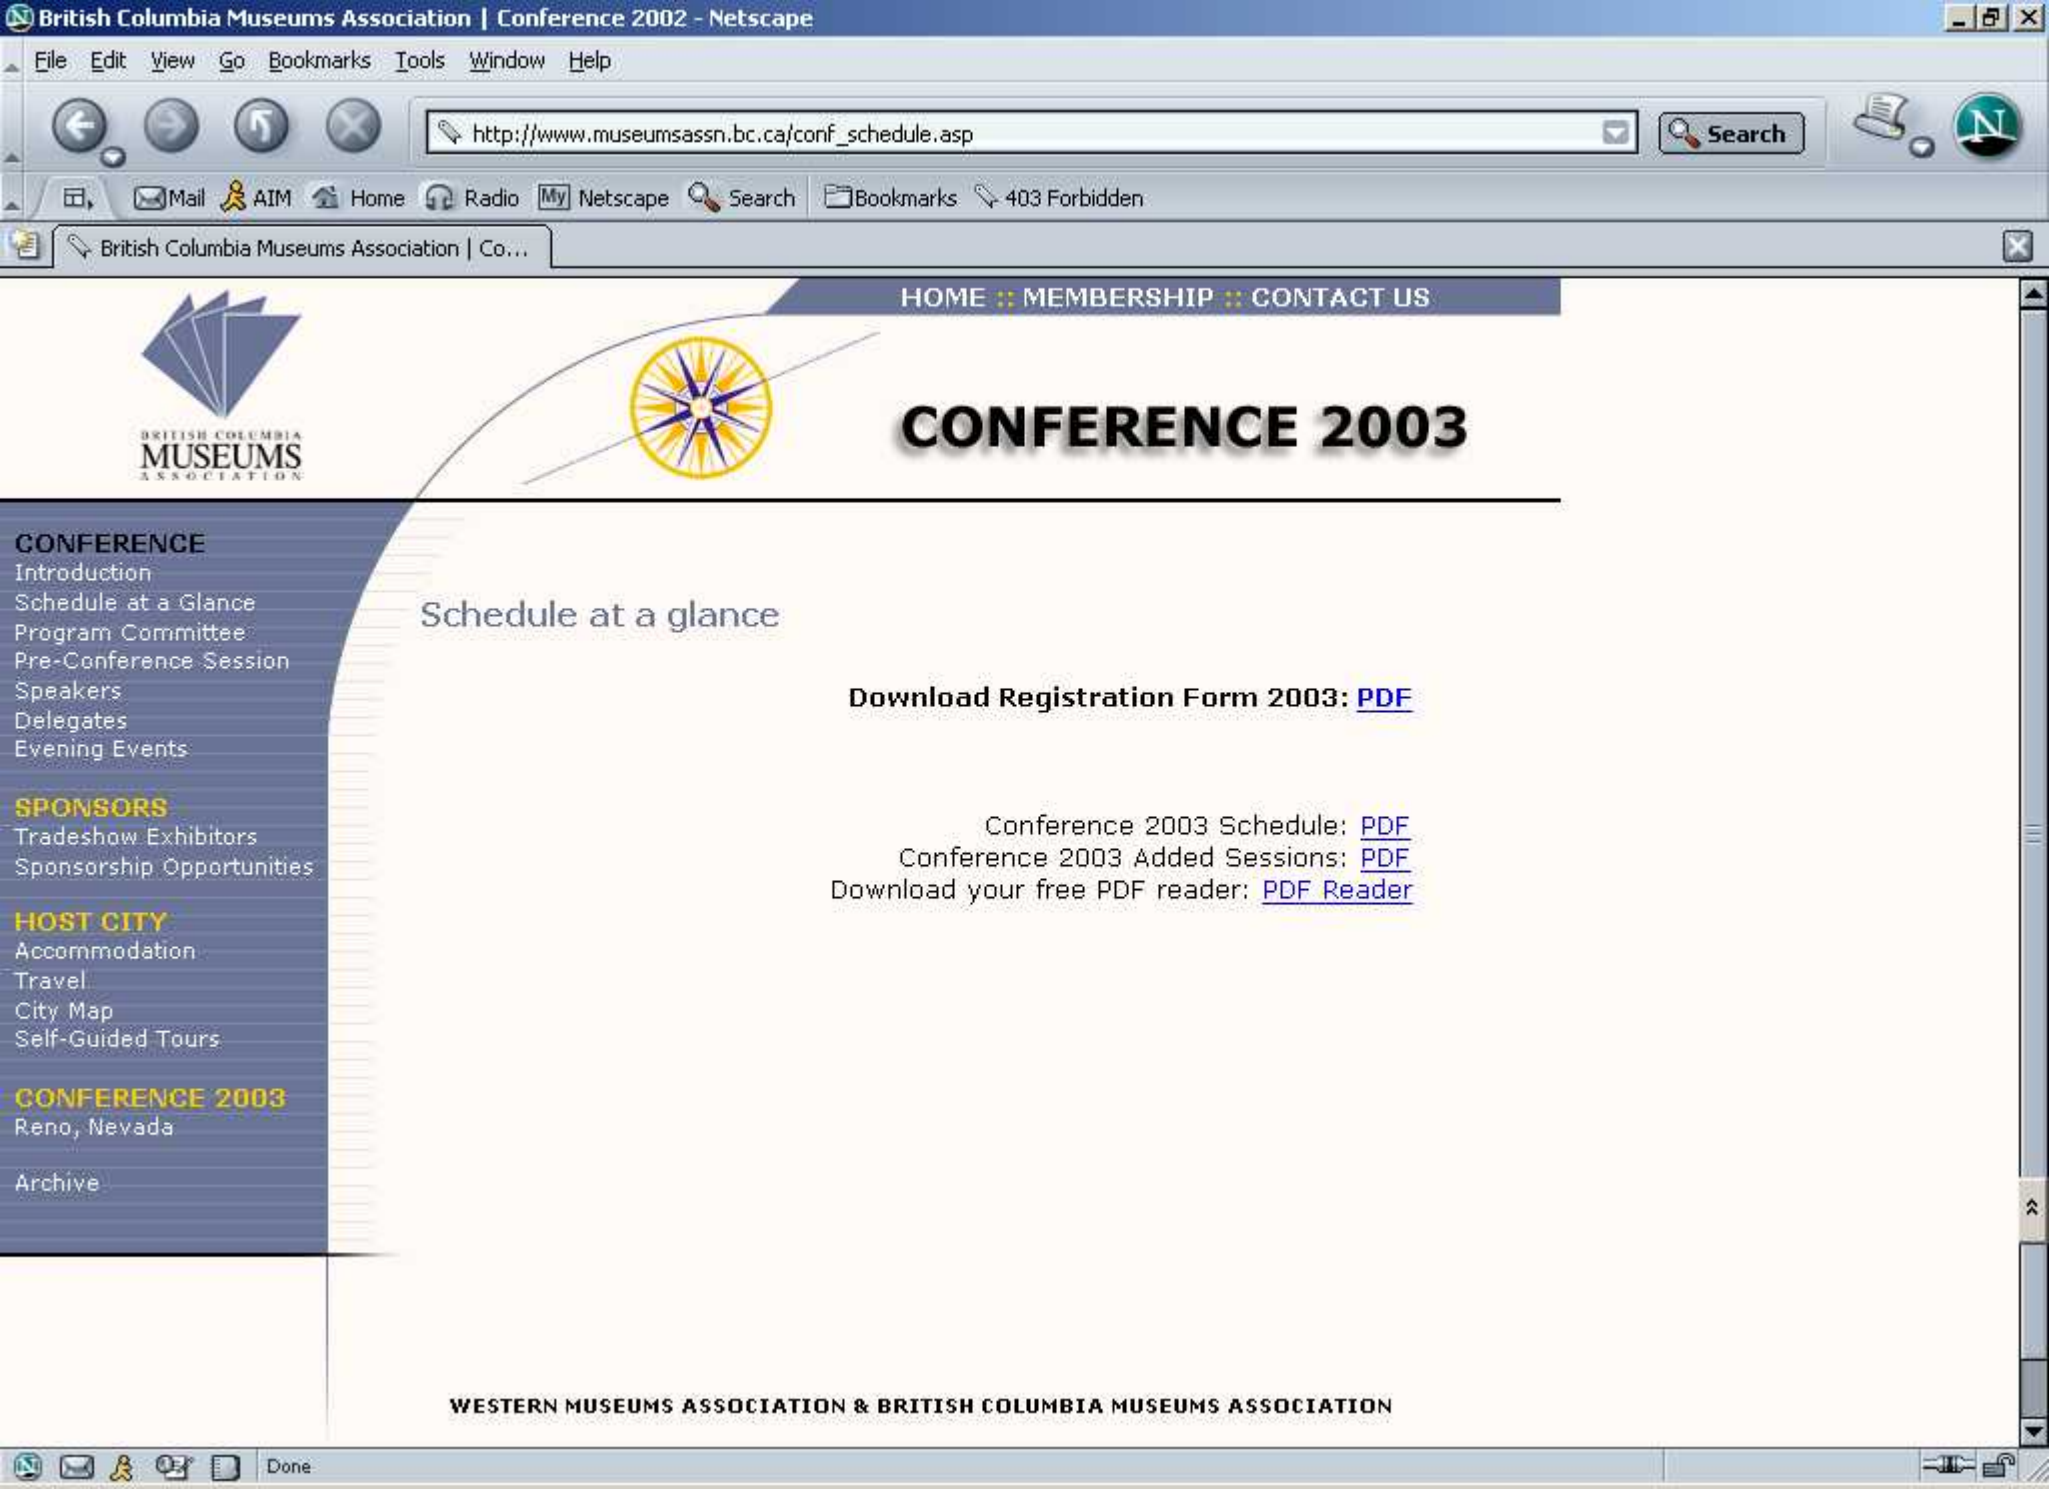 British Columbia Museums Association | Conference 2002 - Netscape
File Edit View Go Bookmarks Tools Window Help
http://www.museumsassn.bc.ca/conf_schedule.asp Search
N
Mail AIM Home Radio My Netscape Search Bookmarks 403 Forbidden
British Columbia Museums Association | Co...
HOME :: MEMBERSHIP :: CONTACT US
BRITISH COLUMBIA
MUSEUMS
ASSOCIATION
CONFERENCE 2003
CONFERENCE
Introduction
Schedule at a Glance
Program Committee
Pre-Conference Session
Speakers
Delegates
Evening Events
SPONSORS
Tradeshow Exhibitors
Sponsorship Opportunities
HOST CITY
Accommodation
Travel
City Map
Self-Guided Tours
CONFERENCE 2003
Reno, Nevada
Archive
Schedule at a glance
Download Registration Form 2003: PDF
Conference 2003 Schedule: PDF
Conference 2003 Added Sessions: PDF
Download your free PDF reader: PDF Reader
WESTERN MUSEUMS ASSOCIATION & BRITISH COLUMBIA MUSEUMS ASSOCIATION
Done